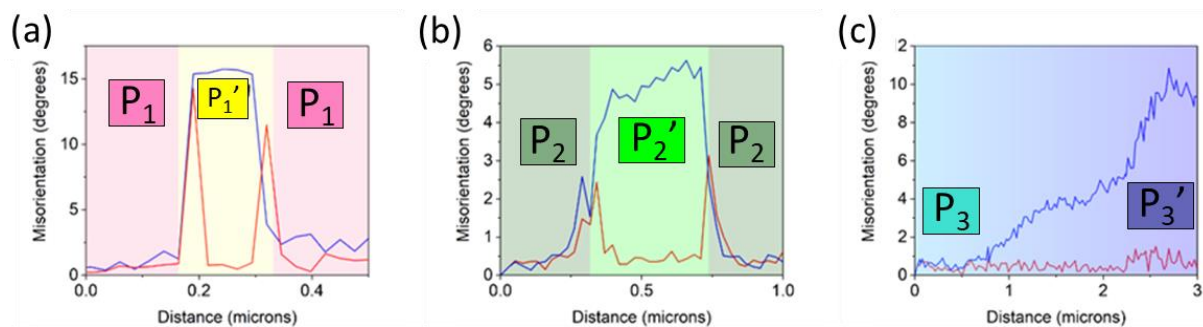 (a)
Misorientation (degrees)
15
10
5
0
P₁
P₁’
P₁
0.0 0.2 0.4
Distance (microns)
(b)
Misorientation (degrees)
6
5
4
3
2
1
0
P₂
P₂’
P₂
0.0 0.5 1.0
Distance (microns)
(c)
Misorientation (degrees)
12
10
8
6
4
2
0
P₃
P₃’
0 1 2 3
Distance (microns)